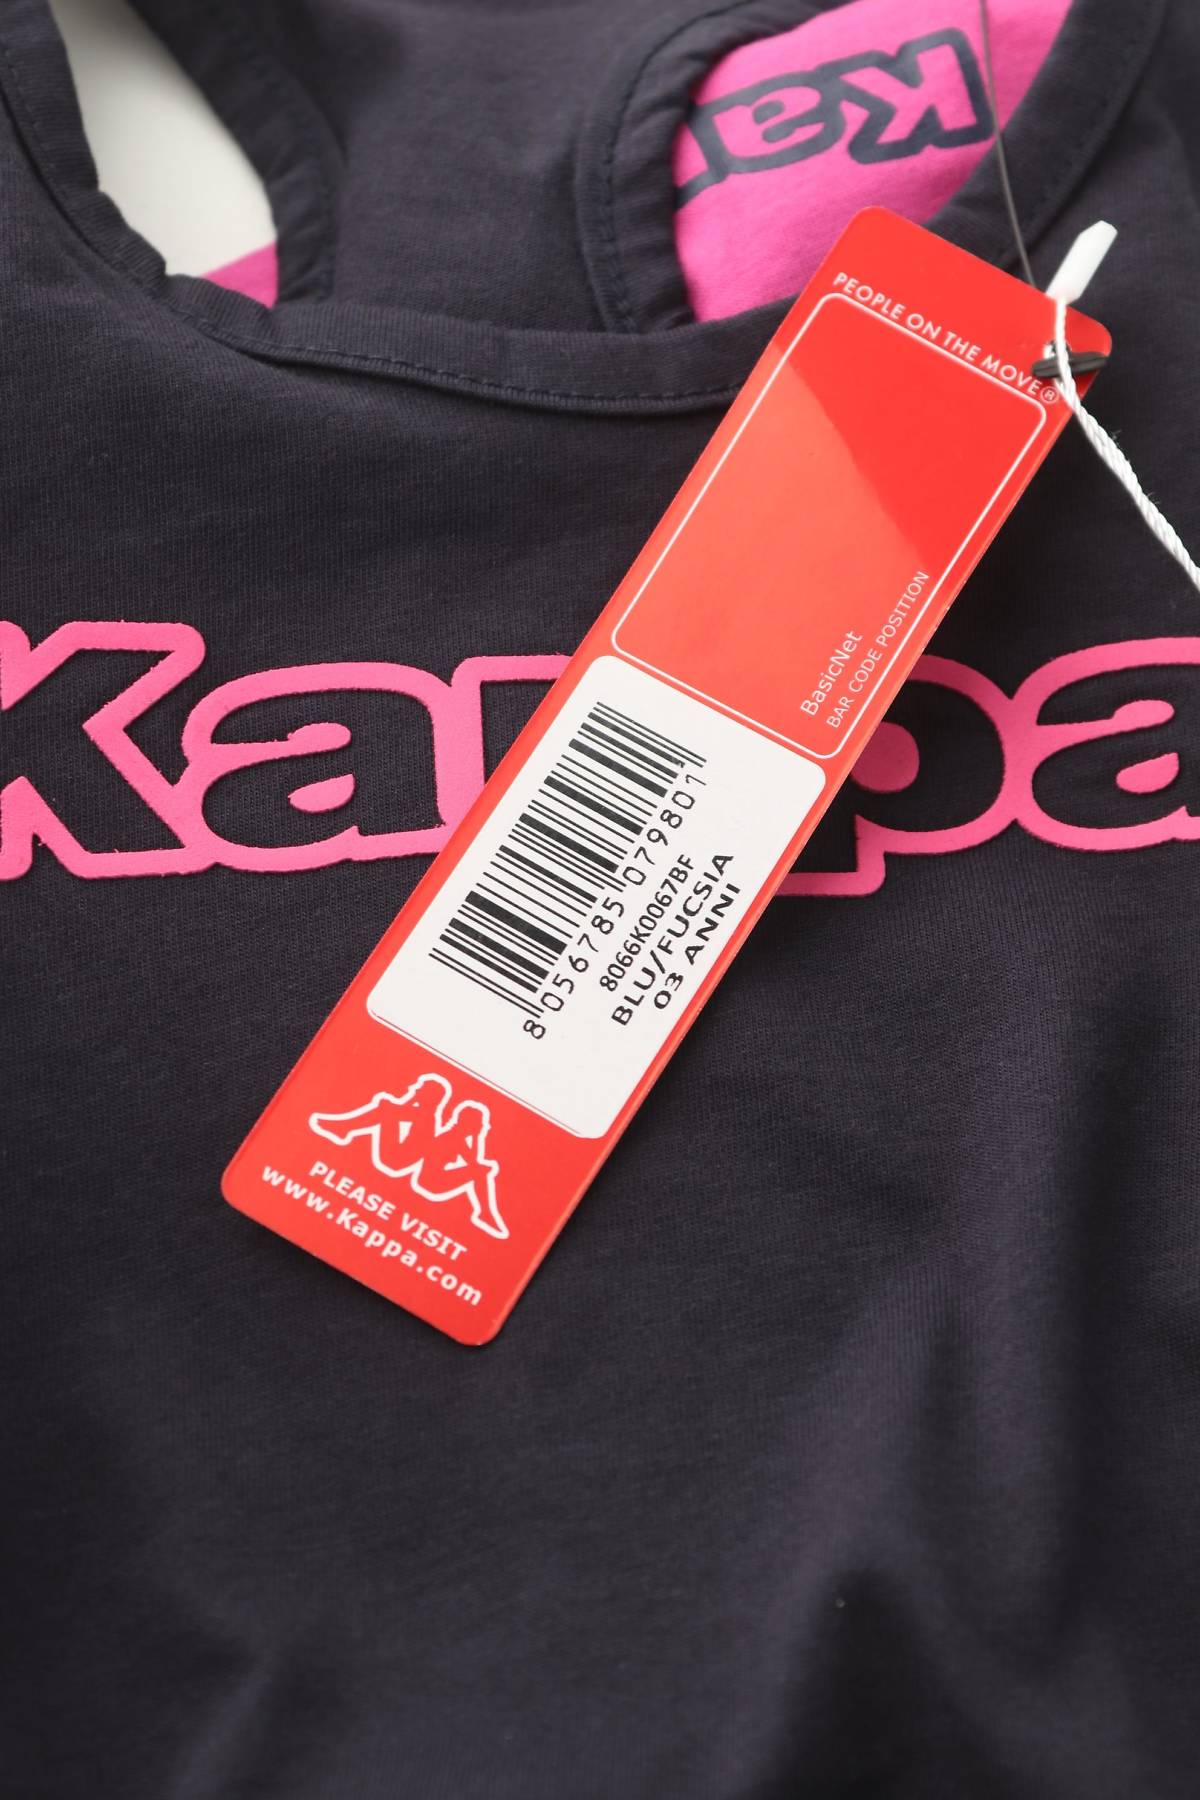 Ka
PEOPLE ON THE MOVE®
BasicNet
BAR CODE POSITION
Kappa
8 056785 079801
8066K0067BF
BLU/FUCSIA
03 ANNI
PLEASE VISIT
www.Kappa.com